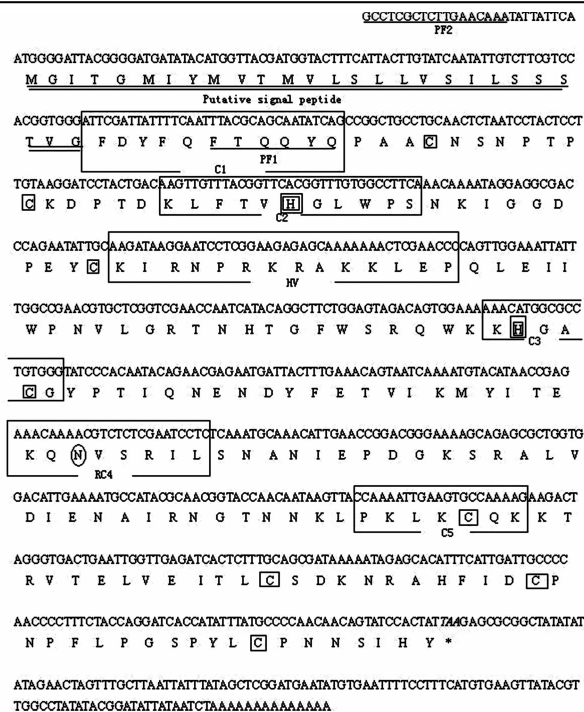 GCCTCGCTCTTGAACAAATATTATTCA
PF2
ATGGGGATTACGGGGATGATATACATGGTTACGATGGTACTTTCATTACTTGTATCAATATTGTCTTCGTCC
M G I T G M I Y M V T M V L S L L V S I L S S S
Putative signal peptide
ACGGTGGGATTCGATTATTTTCAATTTACGCAGCAATATCAGCCGGCTGCCTGCAACTCTAATCCTACTCCT
T V G F D Y F Q F T Q Q Y Q P A A C N S N P T P
C1 PF1
TGTAAGGATCCTACTGACAAGTTGTTTACGGTTCACGGTTTGTGGCCTTCAAACAAAATAGGAGGCGAC
C K D P T D K L F T V H G L W P S N K I G G D
C2
CCAGAATATTGCAAGATAAGGAATCCTCGGAAGAGAGCAAAAAAACTCGAACCCCAGTTGGAAATTATT
P E Y C K I R N P R K R A K K L E P Q L E I I
HV
TGGCCGAACGTGCTCGGTCGAACCAATCATACAGGCTTCTGGAGTAGACAGTGGAAAAAACATGGCGCC
W P N V L G R T N H T G F W S R Q W K K H G A
C3
TGTGGGTATCCCACAATACAGAACGAGAATGATTACTTTGAAACAGTAATCAAAATGTACATAACCGAG
C G Y P T I Q N E N D Y F E T V I K M Y I T E
AAACAAAACGTCTCTCGAATCCTCTCAAATGCAAACATTGAACCGGACGGGAAAAGCAGAGCGCTGGTG
K Q N V S R I L S N A N I E P D G K S R A L V
RC4
GACATTGAAAATGCCATACGCAACGGTACCAACAATAAGTTACCAAAATTGAAGTGCCAAAAGAAGACT
D I E N A I R N G T N N K L P K L K C Q K K T
C5
AGGGTGACTGAATTGGTTGAGATCACTCTTTGCAGCGATAAAAATAGAGCACATTTCATTGATTGCCCC
R V T E L V E I T L C S D K N R A H F I D C P
AACCCCTTTCTACCAGGATCACCATATTTATGCCCCAACAACAGTATCCACTATTAAGAGCGCGGCTATATAT
N P F L P G S P Y L C P N N S I H Y *
ATAGAACTAGTTTGCTTAATTATTTATAGCTCGGATGAATATGTGAATTTTCCTTTCATGTGAAGTTATACGT
TGGCCTATATACGGATATTATAATCTAAAAAAAAAAAAAAA